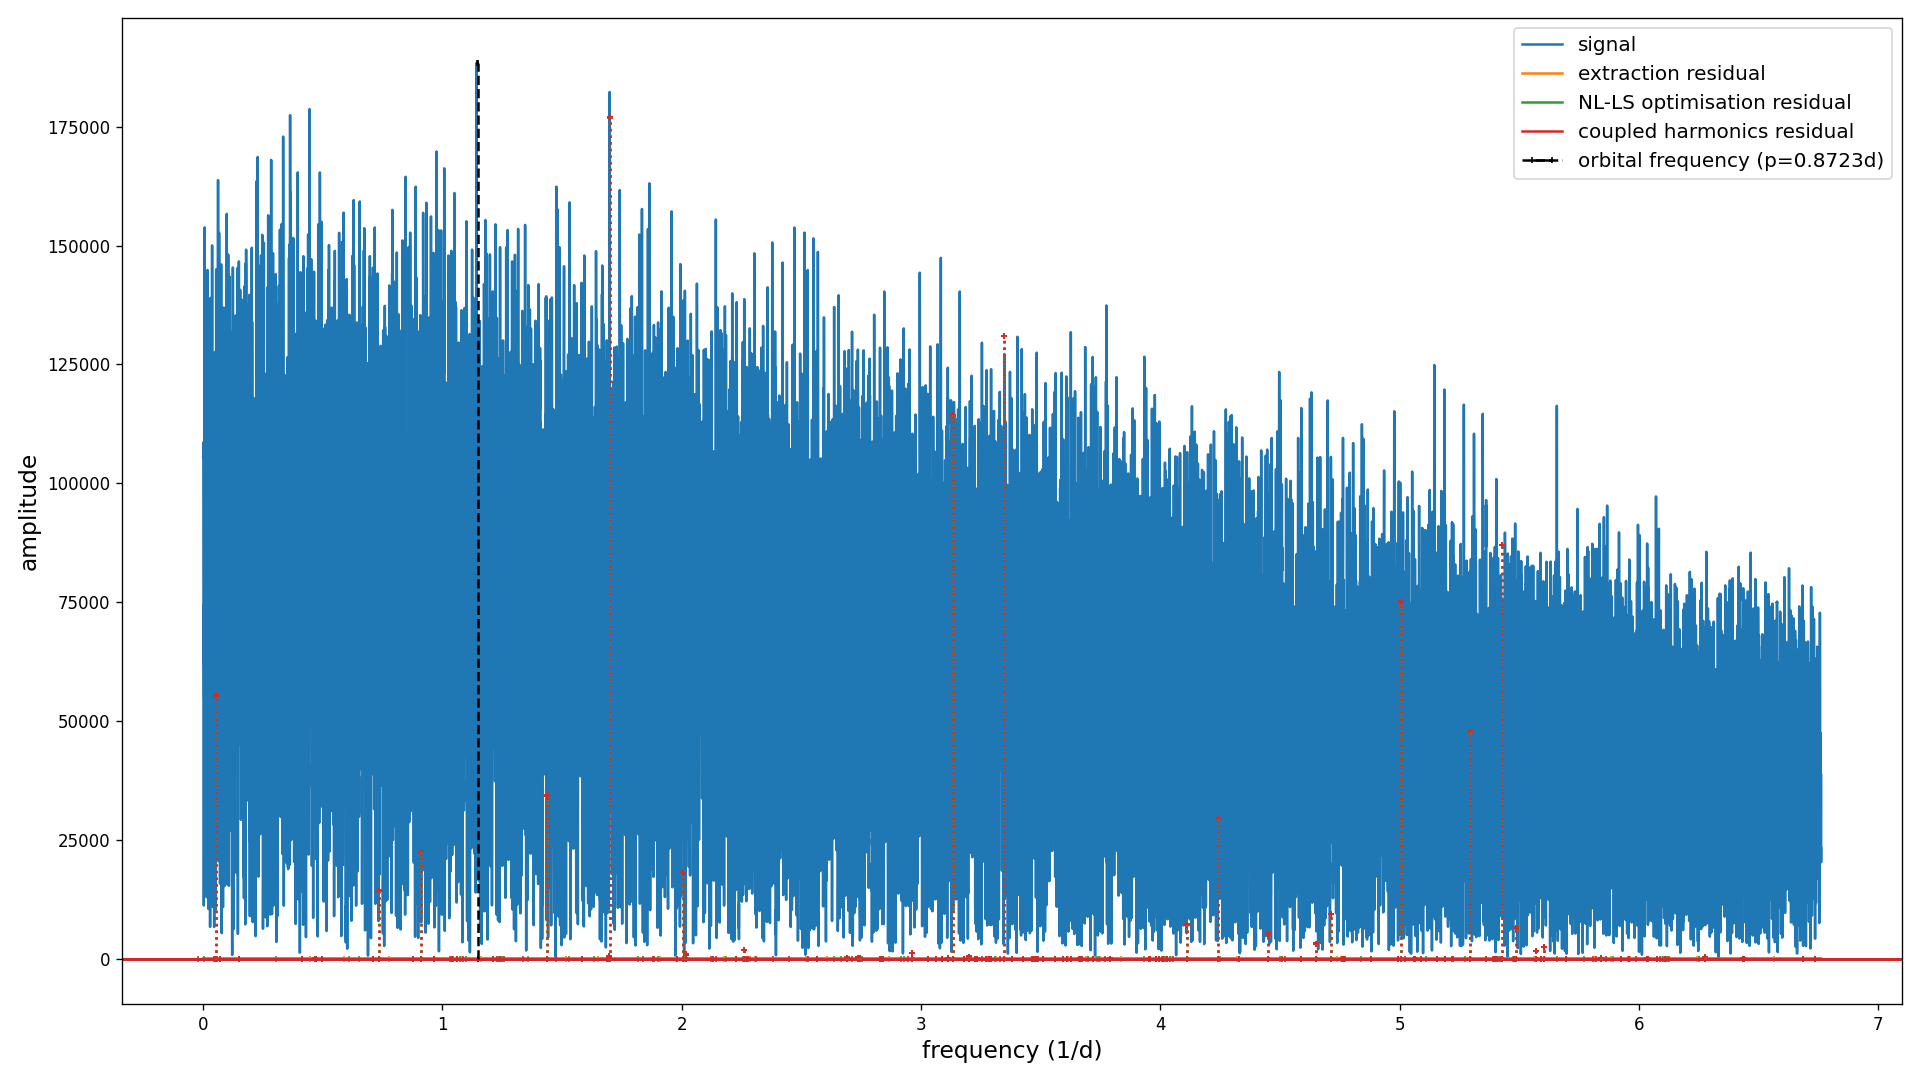 signal
extraction residual
NL-LS optimisation residual
coupled harmonics residual
orbital frequency (p=0.8723d)
amplitude
175000
150000
125000
100000
75000
50000
25000
0
0 1 2 3 4 5 6 7
frequency (1/d)